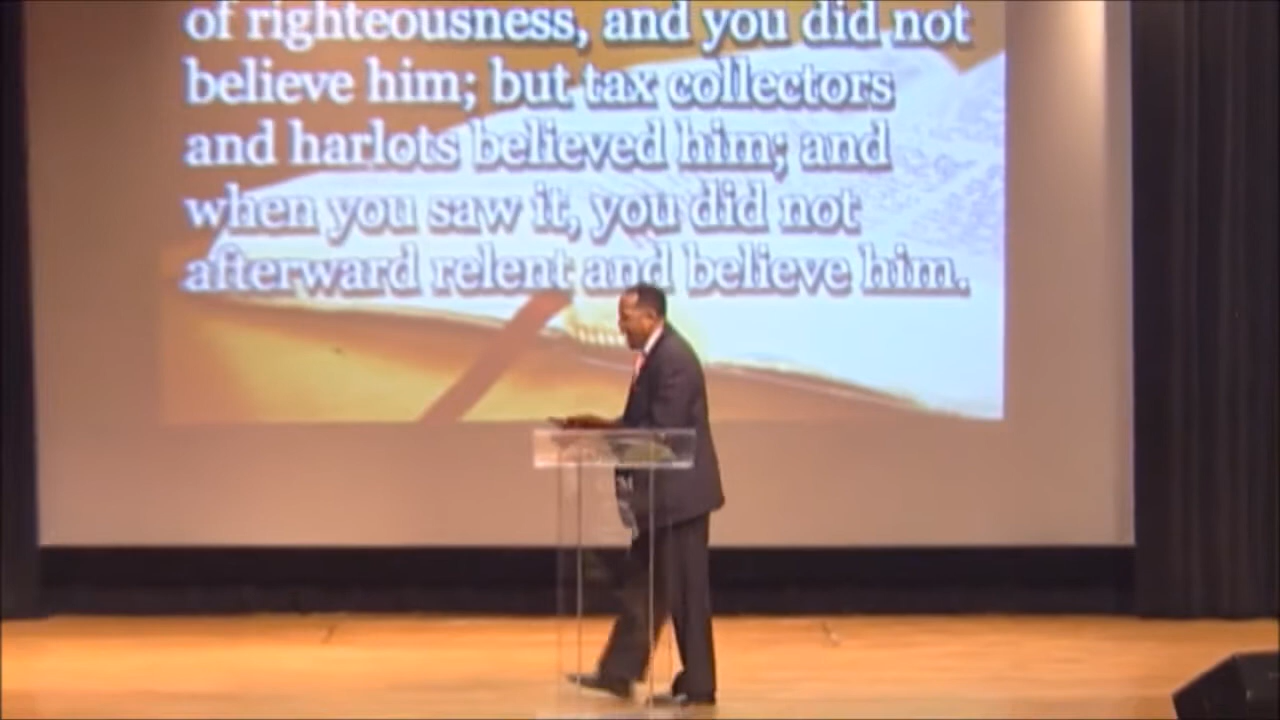 of righteousness, and you did not
believe him; but tax collectors
and harlots believed him; and
when you saw it, you did not
afterward relent and believe him.